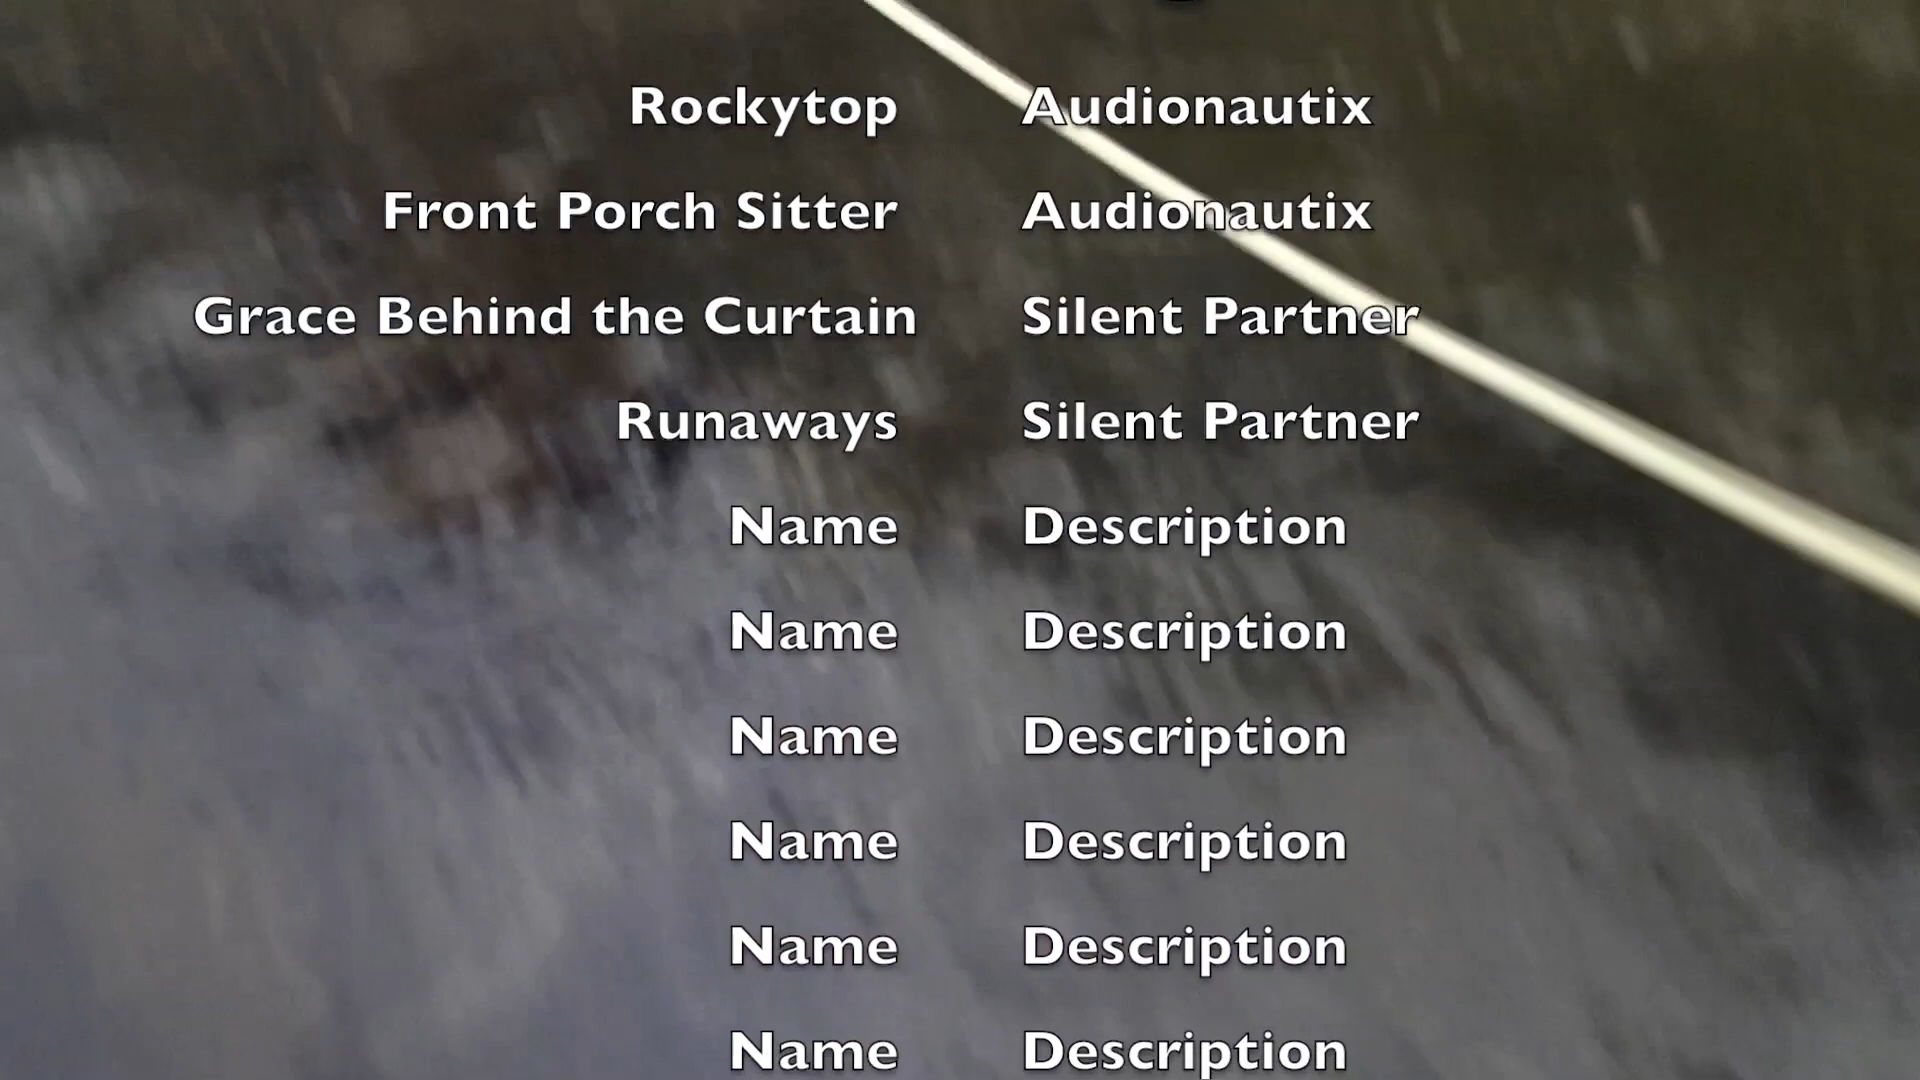 Rockytop Audionautix
Front Porch Sitter Audionautix
Grace Behind the Curtain Silent Partner
Runaways Silent Partner
Name Description
Name Description
Name Description
Name Description
Name Description
Name Description